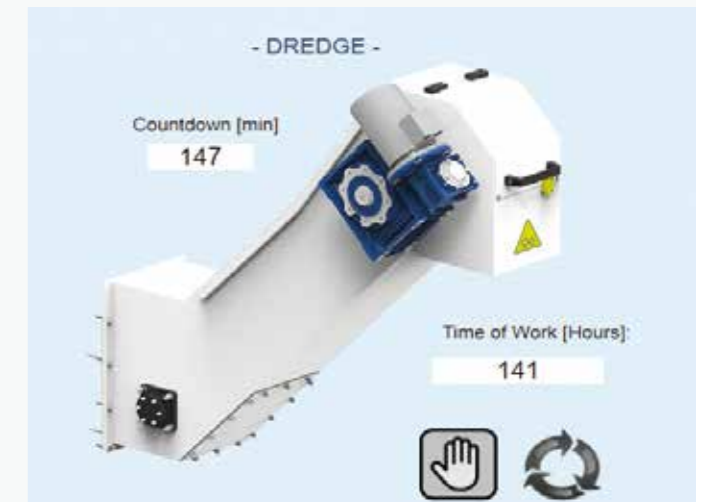 - DREDGE -
Countdown [min]
147
Time of Work [Hours]:
141